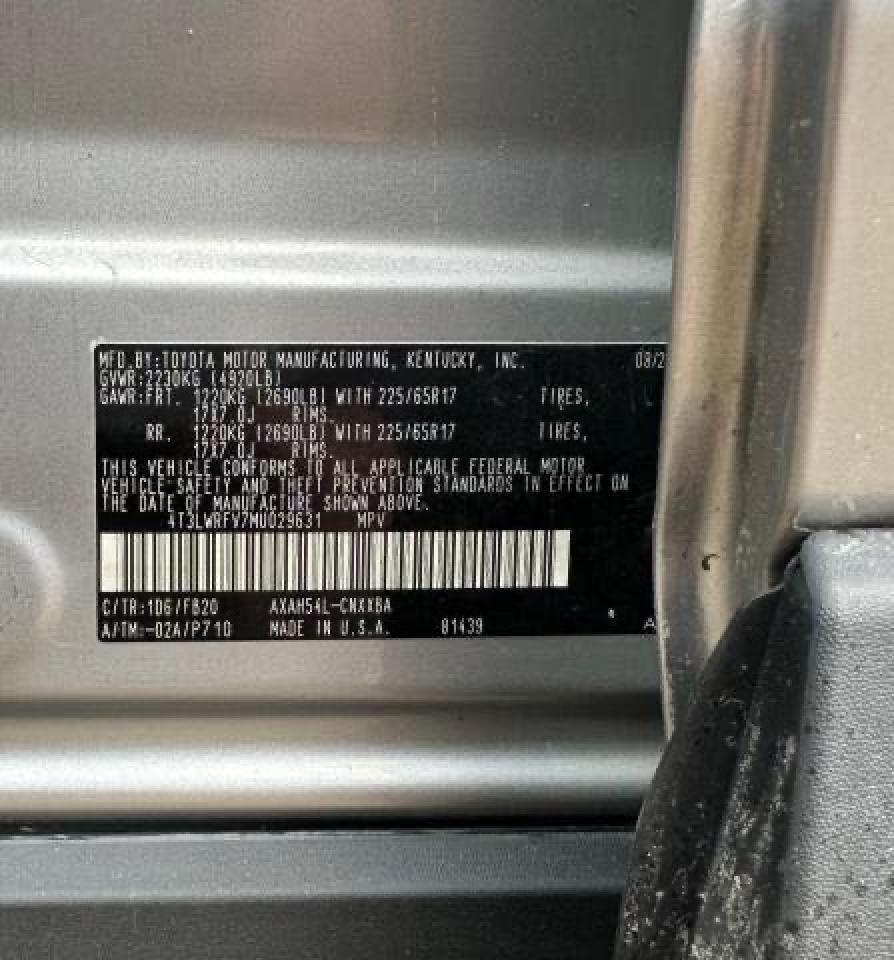 MFD.BY:TOYOTA MOTOR MANUFACTURING, KENTUCKY, INC. 08/2
GVWR:2230KG (4920LB)
GAWR:FRT. 1220KG (2690LB) WITH 225/65R17 TIRES,
17X7.0J RIMS.
RR. 1220KG (2690LB) WITH 225/65R17 TIRES,
17X7.0J RIMS.
THIS VEHICLE CONFORMS TO ALL APPLICABLE FEDERAL MOTOR
VEHICLE SAFETY AND THEFT PREVENTION STANDARDS IN EFFECT ON
THE DATE OF MANUFACTURE SHOWN ABOVE.
4T3LWRFV7MU029631 MPV
C/TR:1D6/FB20 AXAH54L-CNXXBA
A/TM:-02A/P710 MADE IN U.S.A. 81439 A